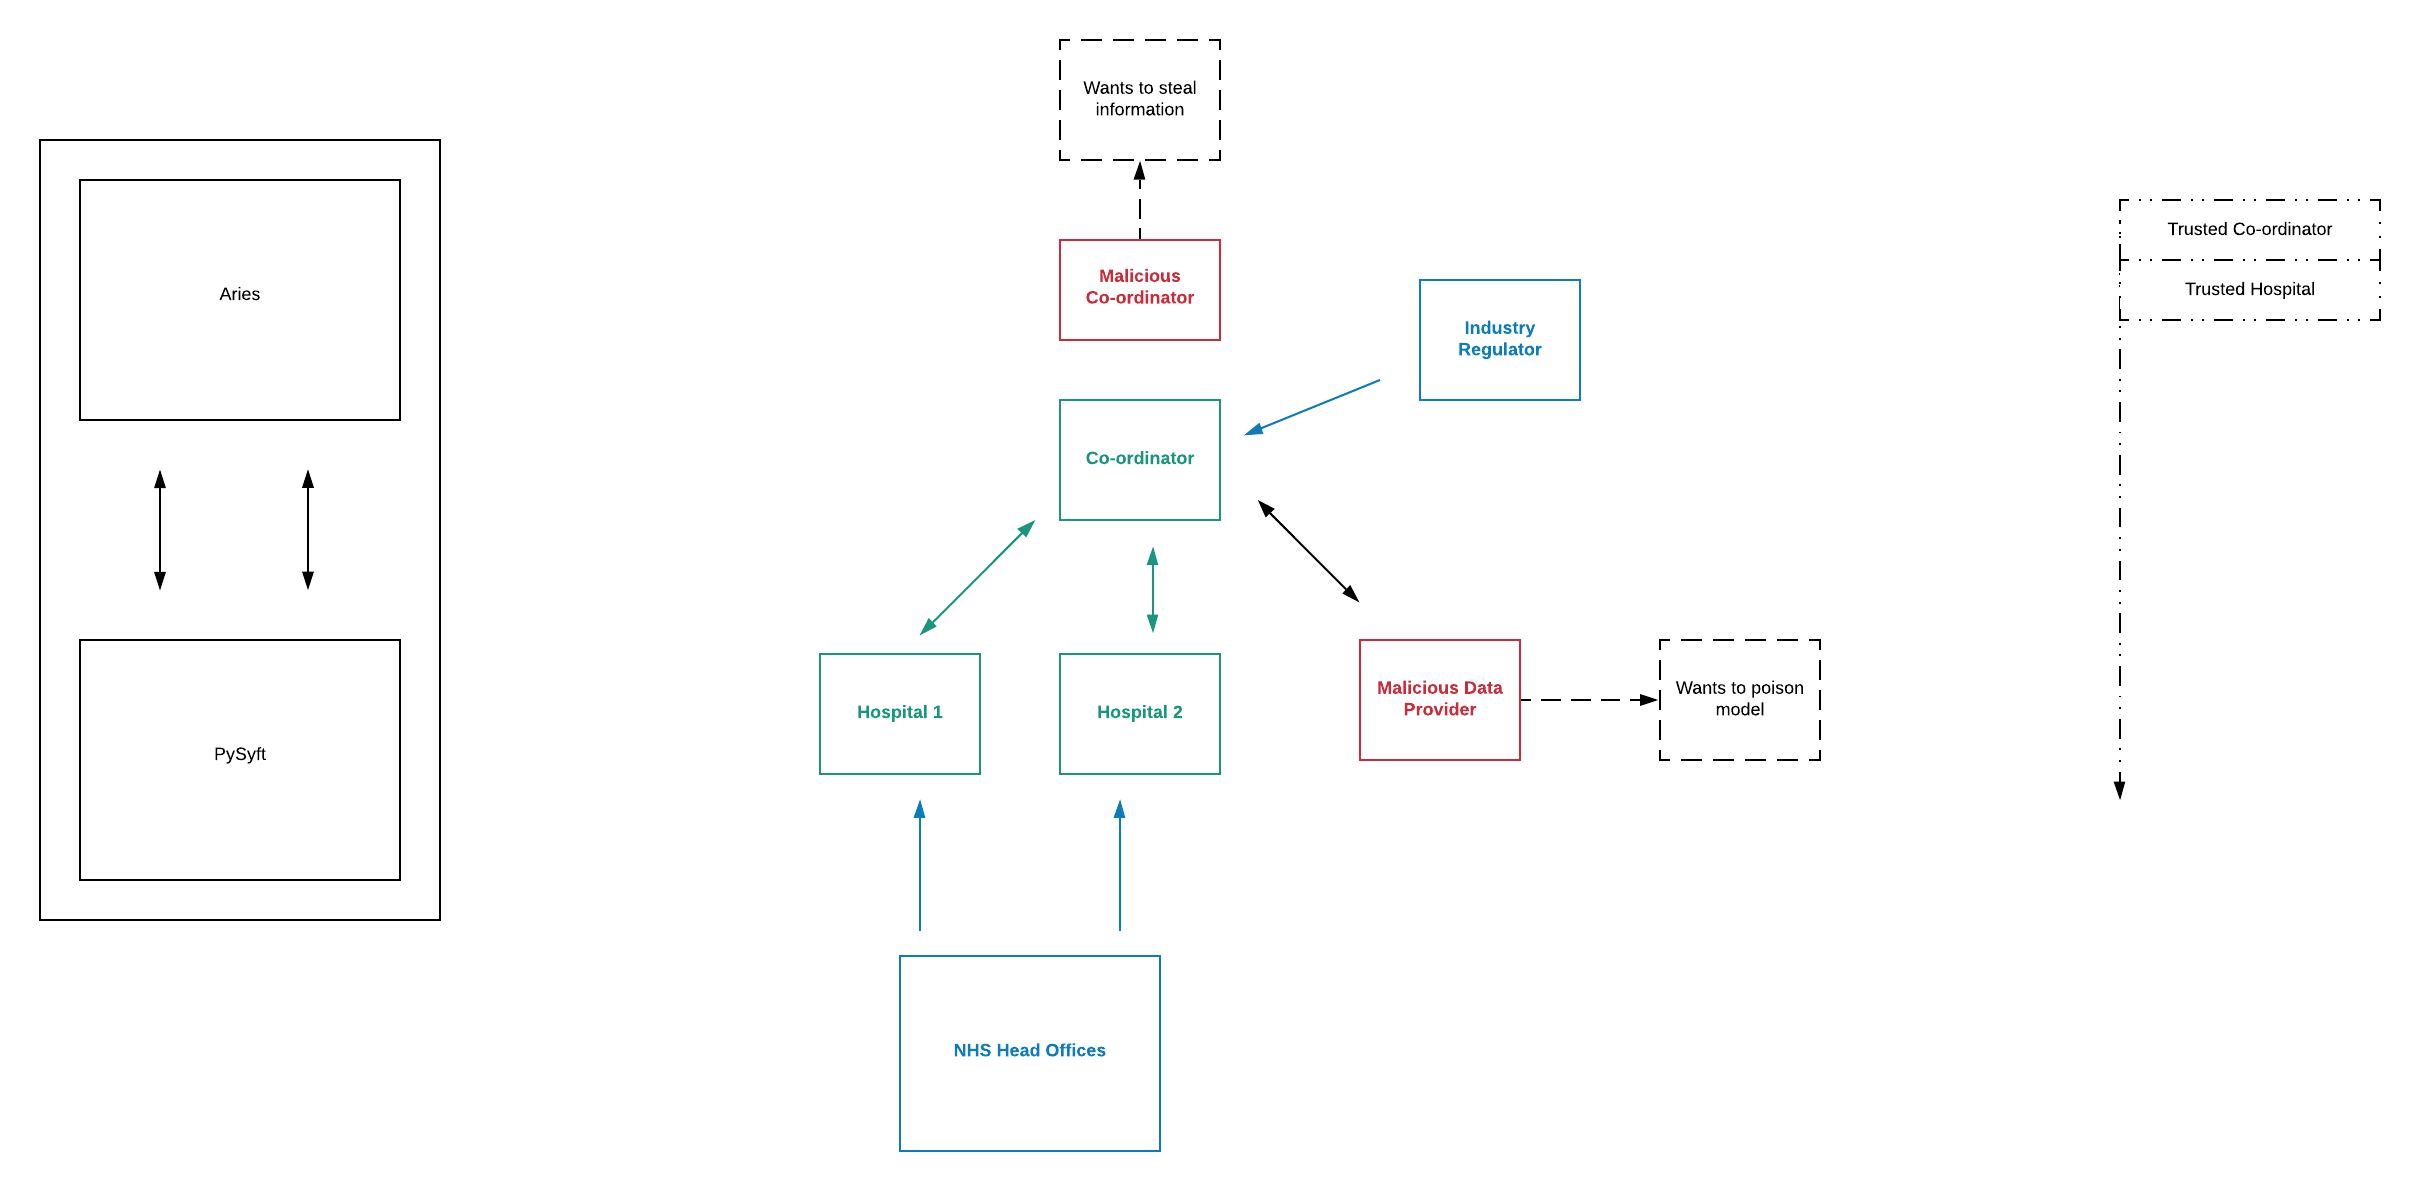 Wants to steal
information
Malicious
Co-ordinator
Industry
Regulator
Trusted Co-ordinator
Trusted Hospital
Aries
Co-ordinator
PySyft
Hospital 1
Hospital 2
Malicious Data
Provider
Wants to poison
model
NHS Head Offices